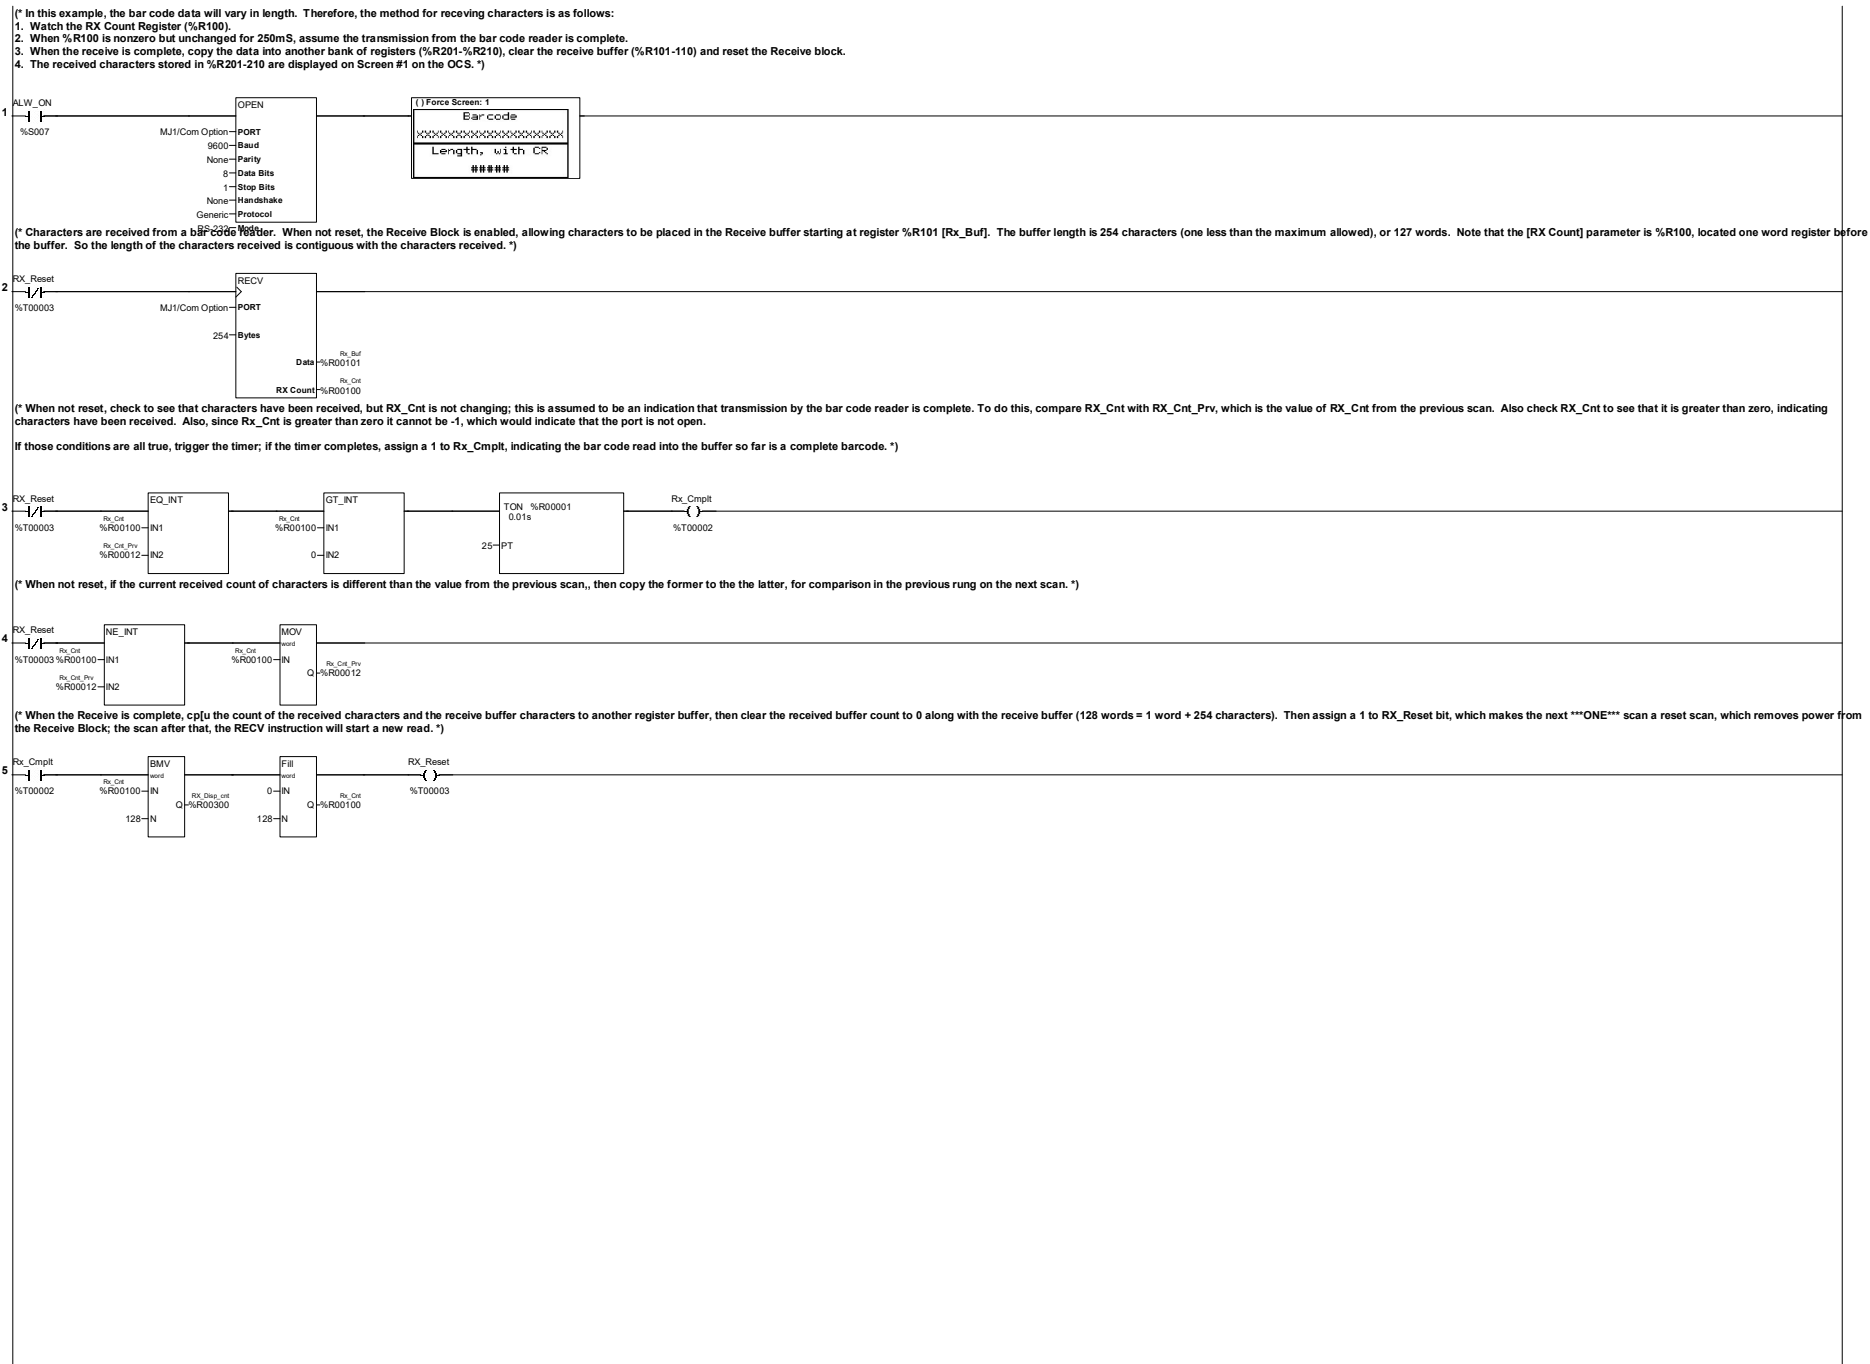 (* In this example, the bar code data will vary in length.  Therefore, the method for receving characters is as follows:
1.  Watch the RX Count Register (%R100).
2.  When %R100 is nonzero but unchanged for 250mS, assume the transmission from the bar code reader is complete.
3.  When the receive is complete, copy the data into another bank of registers (%R201-%R210), clear the receive buffer (%R101-110) and reset the Receive block.
4.  The received characters stored in %R201-210 are displayed on Screen #1 on the OCS. *)
ALW_ON
OPEN
( ) Force Screen: 1
1
Barcode
%S007
MJ1/Com Option PORT
XXXXXXXXXXXXXXXXXXX
9600 Baud
Length, with CR
None Parity
#####
8 Data Bits
1 Stop Bits
None Handshake
Generic Protocol
RS-232 Mode
(* Characters are received from a bar code reader.  When not reset, the Receive Block is enabled, allowing characters to be placed in the Receive buffer starting at register %R101 [Rx_Buf].  The buffer length is 254 characters (one less than the maximum allowed), or 127 words.  Note that the [RX Count] parameter is %R100, located one word register before
the buffer.  So the length of the characters received is contiguous with the characters received. *)
RX_Reset
RECV
2
%T00003
MJ1/Com Option PORT
254 Bytes
Rx_Buf
Data %R00101
Rx_Cnt
RX Count %R00100
(* When not reset, check to see that characters have been received, but RX_Cnt is not changing; this is assumed to be an indication that transmission by the bar code reader is complete. To do this, compare RX_Cnt with RX_Cnt_Prv, which is the value of RX_Cnt from the previous scan.  Also check RX_Cnt to see that it is greater than zero, indicating
characters have been received.  Also, since Rx_Cnt is greater than zero it cannot be -1, which would indicate that the port is not open.
If those conditions are all true, trigger the timer; if the timer completes, assign a 1 to Rx_Cmplt, indicating the bar code read into the buffer so far is a complete barcode. *)
RX_Reset EQ_INT GT_INT Rx_Cmplt
3
TON %R00001
0.01s
Rx_Cnt Rx_Cnt
%T00003 %R00100 IN1 %R00100 IN1 %T00002
Rx_Cnt_Prv
%R00012 IN2 0 IN2 25 PT
(* When not reset, if the current received count of characters is different than the value from the previous scan,, then copy the former to the the latter, for comparison in the previous rung on the next scan. *)
RX_Reset NE_INT MOV
4
word
Rx_Cnt Rx_Cnt
%T00003 %R00100 IN1 %R00100 IN
Rx_Cnt_Prv
Q %R00012
Rx_Cnt_Prv
%R00012 IN2
(* When the Receive is complete, cp[u the count of the received characters and the receive buffer characters to another register buffer, then clear the received buffer count to 0 along with the receive buffer (128 words = 1 word + 254 characters).  Then assign a 1 to RX_Reset bit, which makes the next ***ONE*** scan a reset scan, which removes power from
the Receive Block; the scan after that, the RECV instruction will start a new read. *)
Rx_Cmplt BMV Fill RX_Reset
5
word word
Rx_Cnt
%T00002 %R00100 IN 0 IN %T00003
RX_Disp_cnt Rx_Cnt
Q %R00300 Q %R00100
128 N 128 N